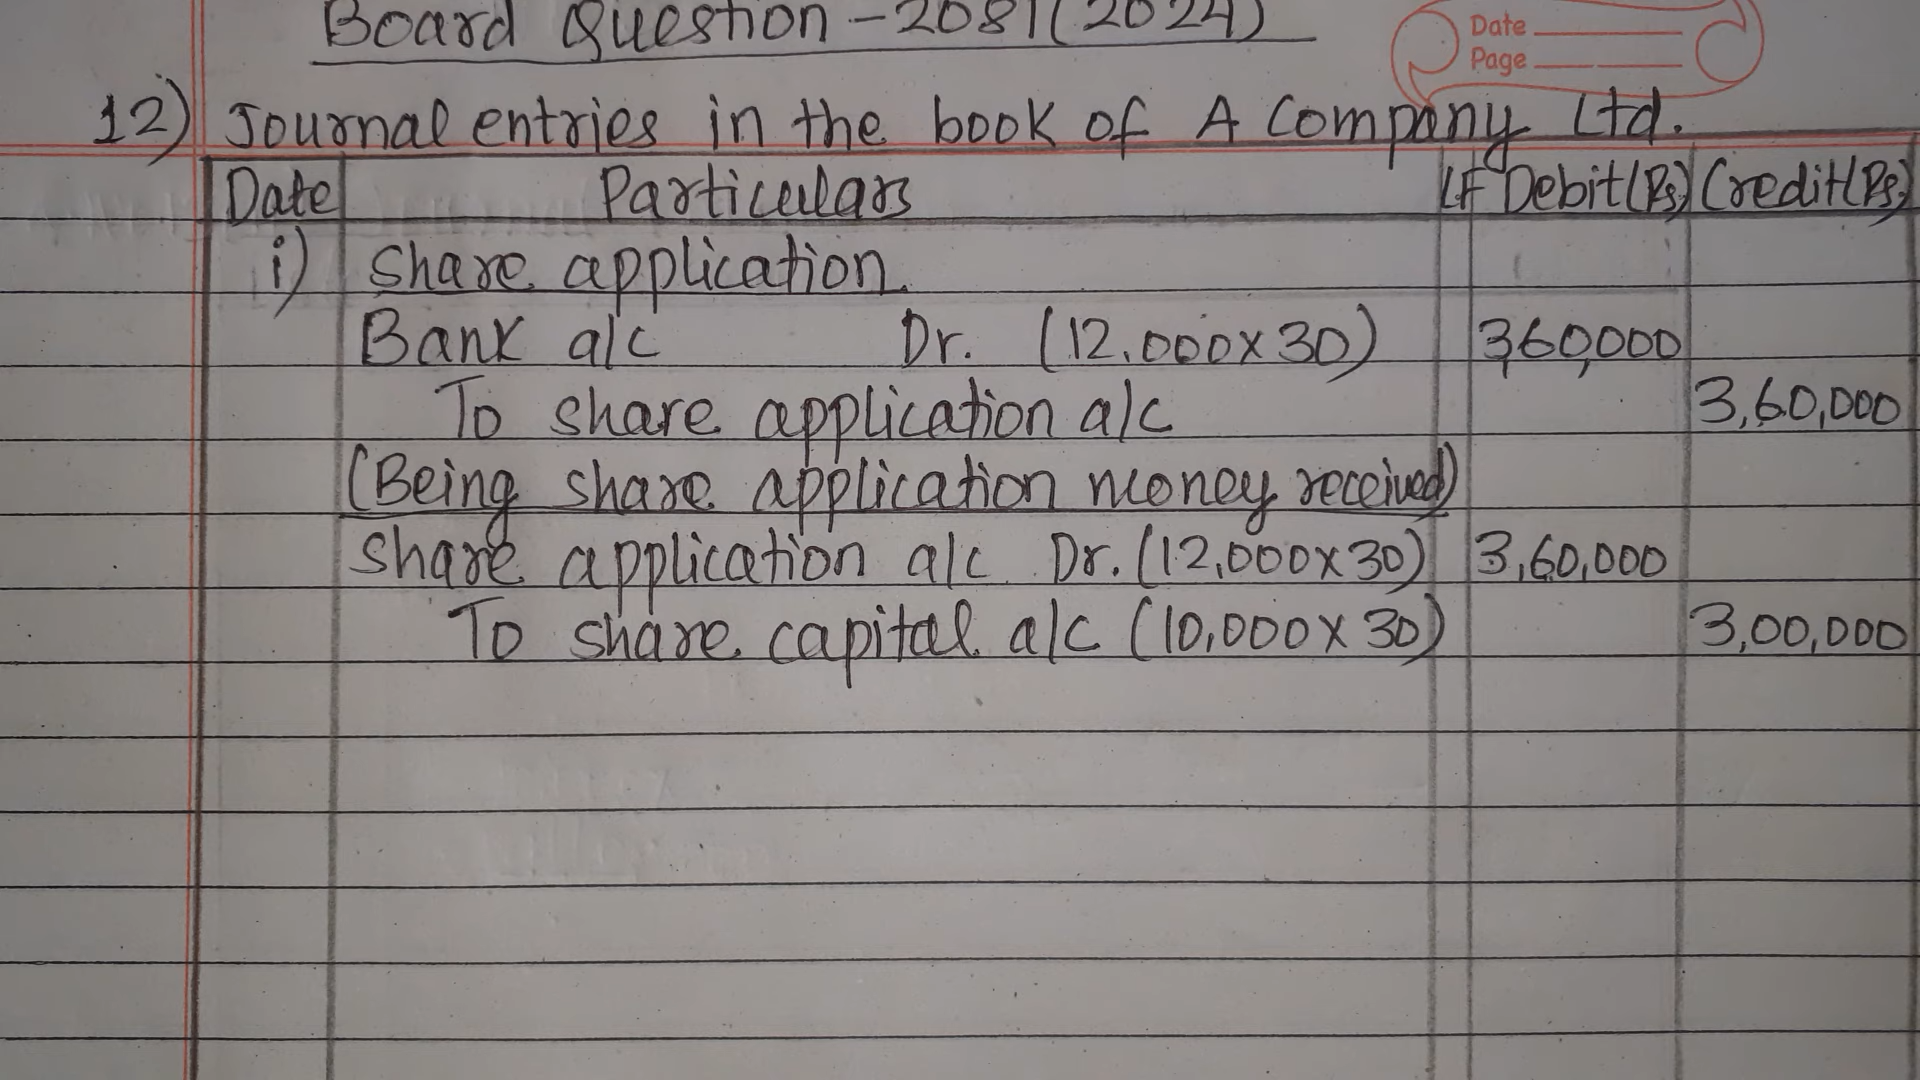 Board Question - 2081 (2024)
Date
Page
12) Journal entries in the book of A Company Ltd.
Date Particulars LF Debit(Rs) Credit(Rs)
i) Share application
Bank a/c Dr. (12,000 x 30) 3,60,000
To share application a/c 3,60,000
(Being share application money received)
Share application a/c Dr. (12,000 x 30) 3,60,000
To share capital a/c (10,000 x 30) 3,00,000